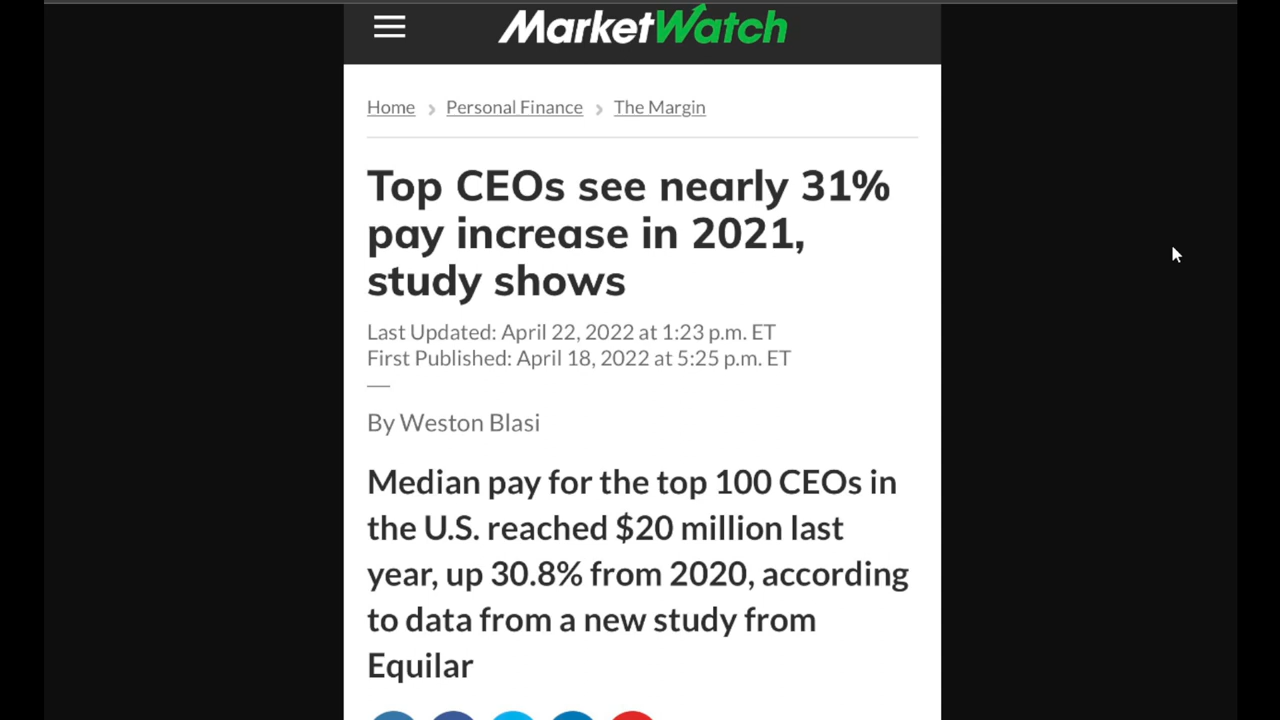 MarketWatch
Home > Personal Finance > The Margin
Top CEOs see nearly 31%
pay increase in 2021,
study shows
Last Updated: April 22, 2022 at 1:23 p.m. ET
First Published: April 18, 2022 at 5:25 p.m. ET
By Weston Blasi
Median pay for the top 100 CEOs in
the U.S. reached $20 million last
year, up 30.8% from 2020, according
to data from a new study from
Equilar